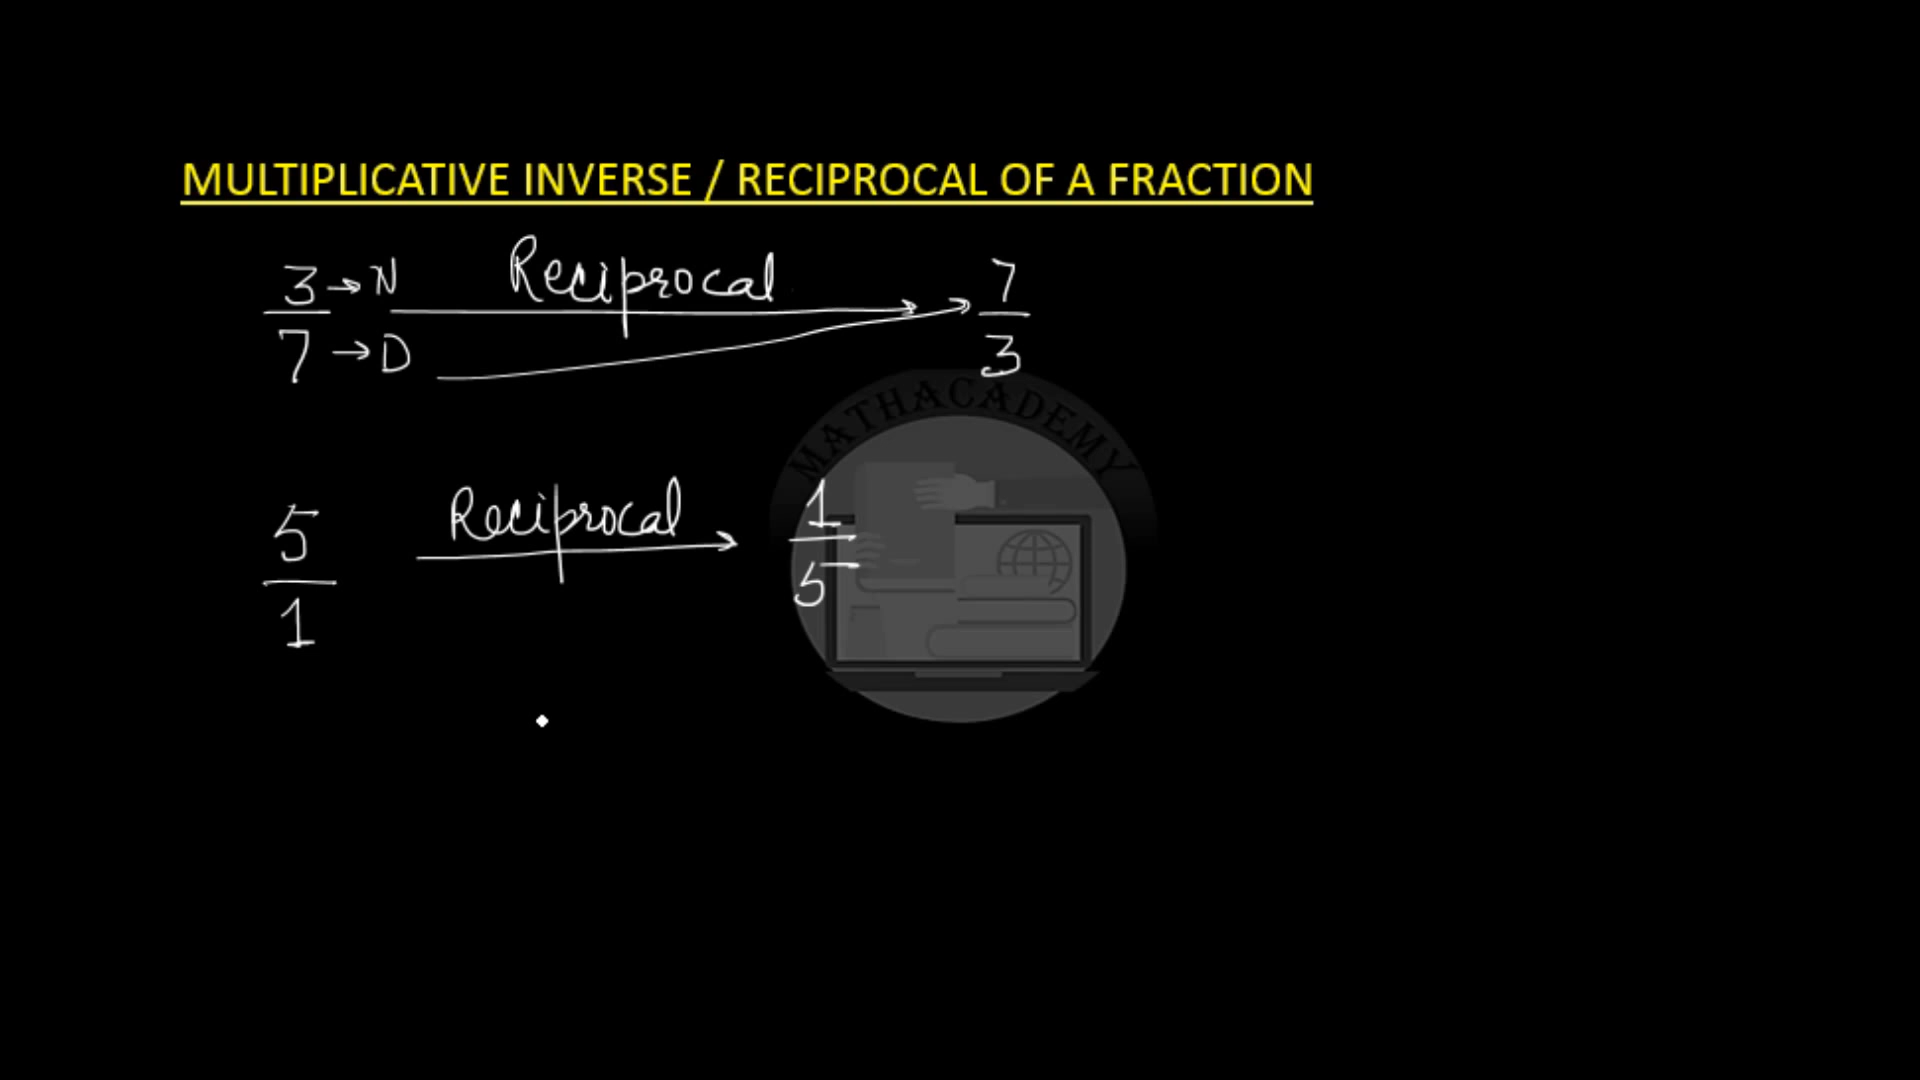 MULTIPLICATIVE INVERSE / RECIPROCAL OF A FRACTION
3 → N Reciprocal 7
7 → D 3
MATHACADEMY
5 Reciprocal 1
1 5